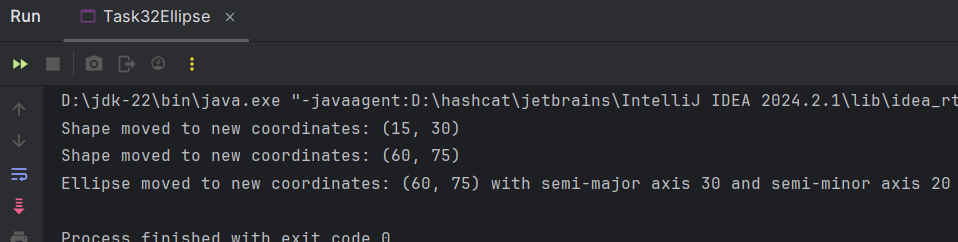 Run Task32Ellipse ×
D:\jdk-22\bin\java.exe "-javaagent:D:\hashcat\jetbrains\IntelliJ IDEA 2024.2.1\lib\idea_rt
Shape moved to new coordinates: (15, 30)
Shape moved to new coordinates: (60, 75)
Ellipse moved to new coordinates: (60, 75) with semi-major axis 30 and semi-minor axis 20
Process finished with exit code 0